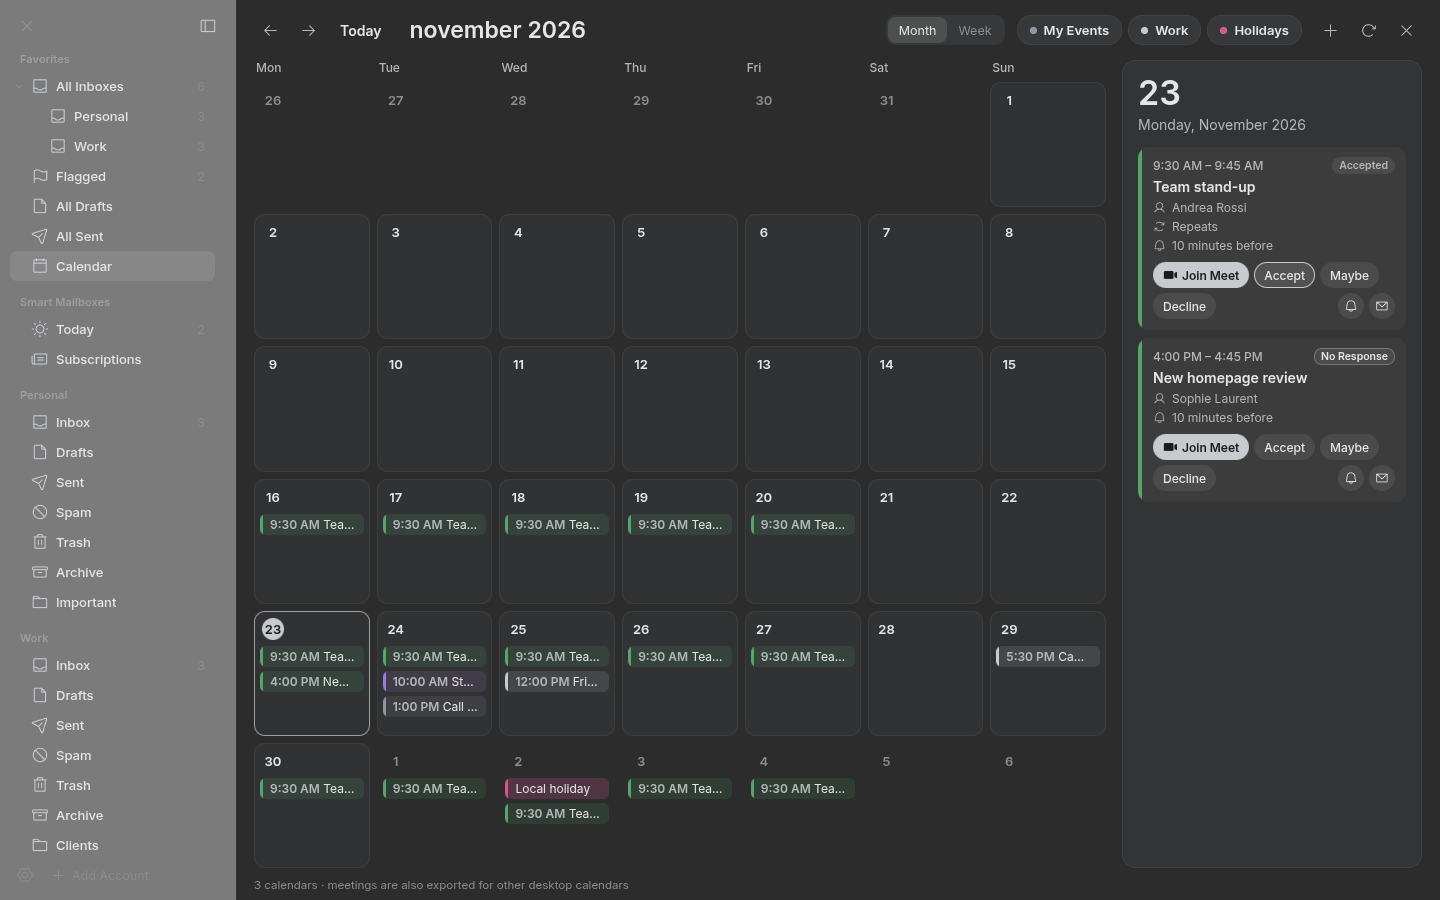 Favorites
All Inboxes 6
Personal 3
Work 3
Flagged 2
All Drafts
All Sent
Calendar
Smart Mailboxes
Today 2
Subscriptions
Personal
Inbox 3
Drafts
Sent
Spam
Trash
Archive
Important
Work
Inbox 3
Drafts
Sent
Spam
Trash
Archive
Clients
Add Account
Today november 2026 Month Week My Events Work Holidays
Mon Tue Wed Thu Fri Sat Sun
26 27 28 29 30 31 1
2 3 4 5 6 7 8
9 10 11 12 13 14 15
16 17 18 19 20 21 22
9:30 AM Tea... 9:30 AM Tea... 9:30 AM Tea... 9:30 AM Tea... 9:30 AM Tea...
23 24 25 26 27 28 29
9:30 AM Tea... 9:30 AM Tea... 9:30 AM Tea... 9:30 AM Tea... 9:30 AM Tea... 5:30 PM Ca...
4:00 PM Ne... 10:00 AM St... 12:00 PM Fri...
1:00 PM Call ...
30 1 2 3 4 5 6
9:30 AM Tea... 9:30 AM Tea... Local holiday 9:30 AM Tea... 9:30 AM Tea...
9:30 AM Tea...
3 calendars · meetings are also exported for other desktop calendars
23
Monday, November 2026
9:30 AM – 9:45 AM Accepted
Team stand-up
Andrea Rossi
Repeats
10 minutes before
Join Meet Accept Maybe
Decline
4:00 PM – 4:45 PM No Response
New homepage review
Sophie Laurent
10 minutes before
Join Meet Accept Maybe
Decline